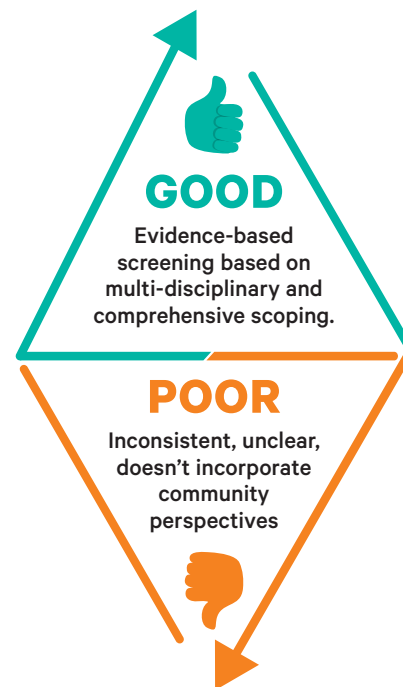 GOOD
Evidence-based
screening based on
multi-disciplinary and
comprehensive scoping.
POOR
Inconsistent, unclear,
doesn’t incorporate
community
perspectives